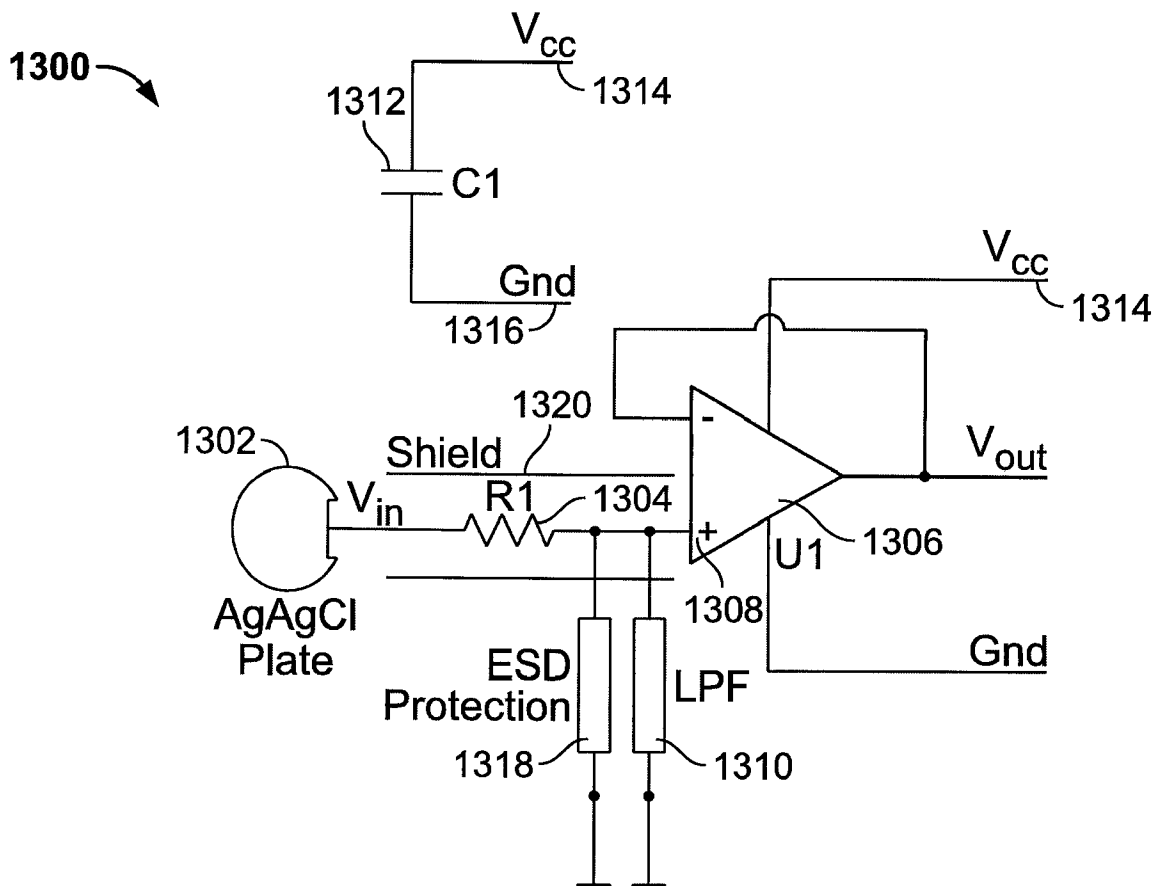 1300
Vcc
1314
1312
C1
Gnd
1316
Vcc
1314
1320
1302
Shield
Vin
R1
1304
-
+
Vout
1306
U1
1308
AgAgCl
Plate
Gnd
ESD
Protection
LPF
1318
1310